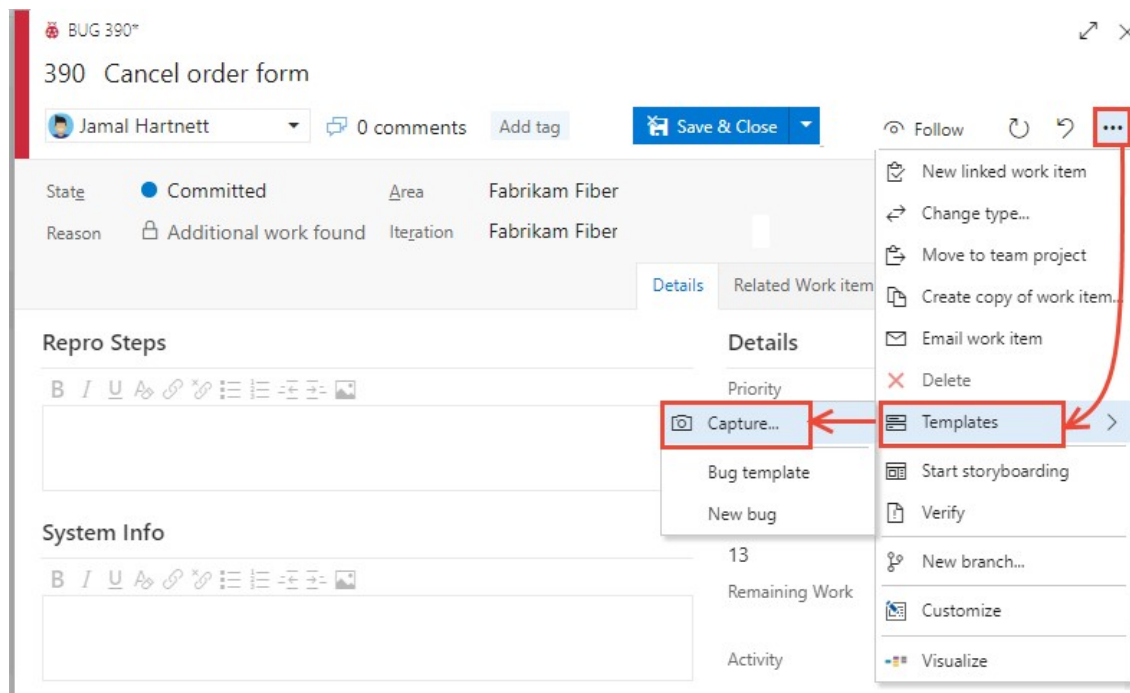 BUG 390*
390 Cancel order form
Jamal Hartnett
0 comments
Add tag
Save & Close
Follow
State
Committed
Area
Fabrikam Fiber
Reason
Additional work found
Iteration
Fabrikam Fiber
Details
Related Work item
Repro Steps
B I U
System Info
B I U
Details
Priority
13
Remaining Work
Activity
New linked work item
Change type...
Move to team project
Create copy of work item...
Email work item
Delete
Templates
Start storyboarding
Verify
New branch...
Customize
Visualize
Capture...
Bug template
New bug